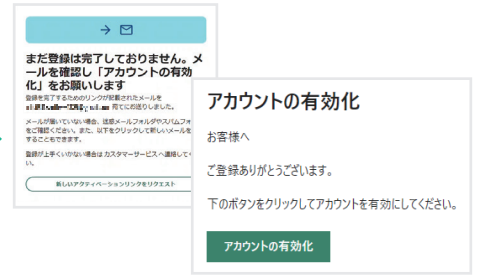 まだ登録は完了しておりません。メ
ールを確認し「アカウントの有効
化」をお願いします
登録を完了するためのリンクが記載されたメールを
宛てにお送りしました。
メールが届いていない場合、迷惑メールフォルダやスパムフォ
をご確認ください。また、以下をクリックして新しいメールを
することもできます。
登録が上手くいかない場合は カスタマーサービス へ連絡してく
い。
新しいアクティベーションリンクをリクエスト
アカウントの有効化
お客様へ
ご登録ありがとうございます。
下のボタンをクリックしてアカウントを有効にしてください。
アカウントの有効化